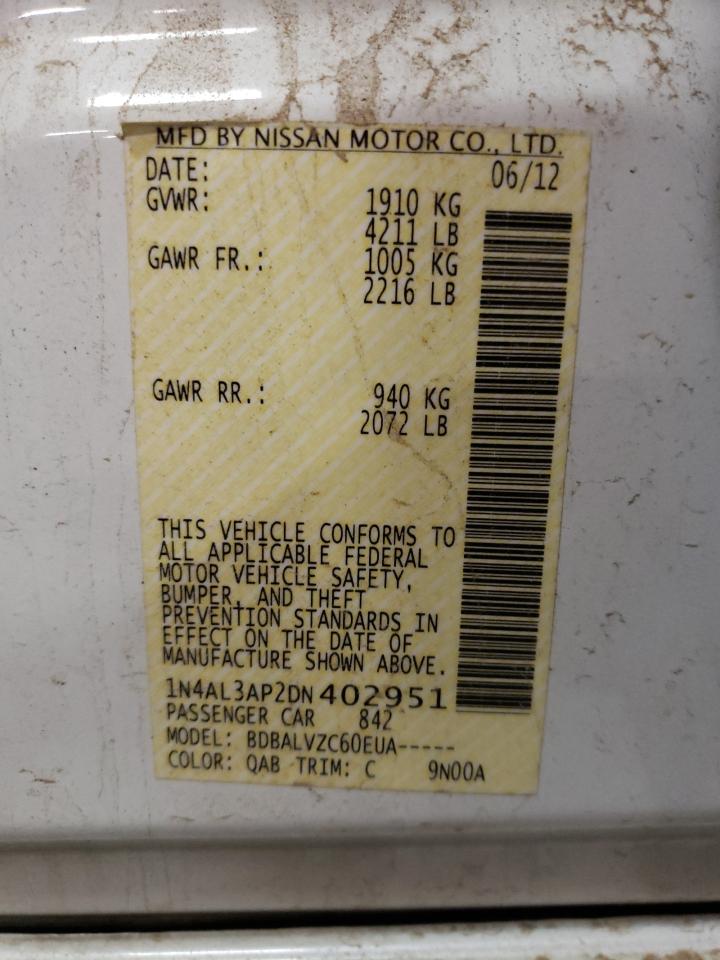 MFD BY NISSAN MOTOR CO., LTD.
DATE: 06/12
GVWR: 1910 KG
4211 LB
GAWR FR.: 1005 KG
2216 LB
GAWR RR.: 940 KG
2072 LB
THIS VEHICLE CONFORMS TO
ALL APPLICABLE FEDERAL
MOTOR VEHICLE SAFETY,
BUMPER, AND THEFT
PREVENTION STANDARDS IN
EFFECT ON THE DATE OF
MANUFACTURE SHOWN ABOVE.
1N4AL3AP2DN402951
PASSENGER CAR 842
MODEL: BDBALVZC60EUA-----
COLOR: QAB TRIM: C 9N00A